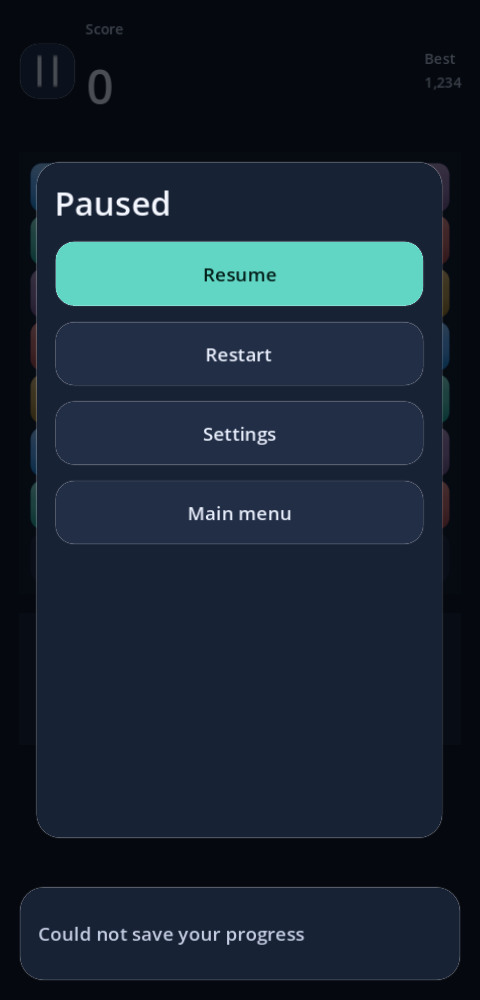 Score
0
Best
1,234
Paused
Resume
Restart
Settings
Main menu
Could not save your progress